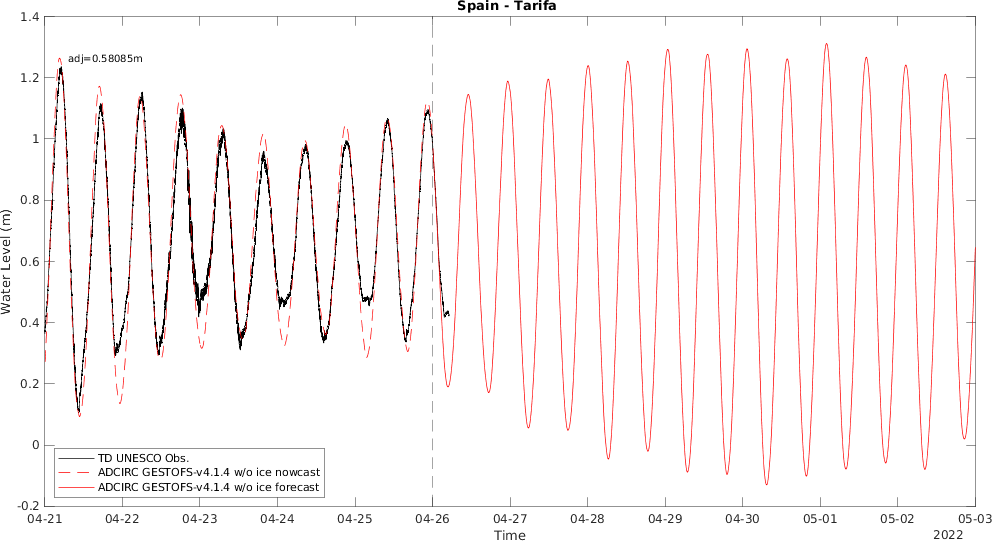 Spain - Tarifa
adj=0.58085m
Water Level (m)
1.4
1.2
1
0.8
0.6
0.4
0.2
0
-0.2
TD UNESCO Obs.
ADCIRC GESTOFS-v4.1.4 w/o ice nowcast
ADCIRC GESTOFS-v4.1.4 w/o ice forecast
04-21 04-22 04-23 04-24 04-25 04-26 04-27 04-28 04-29 04-30 05-01 05-02 05-03
Time
2022